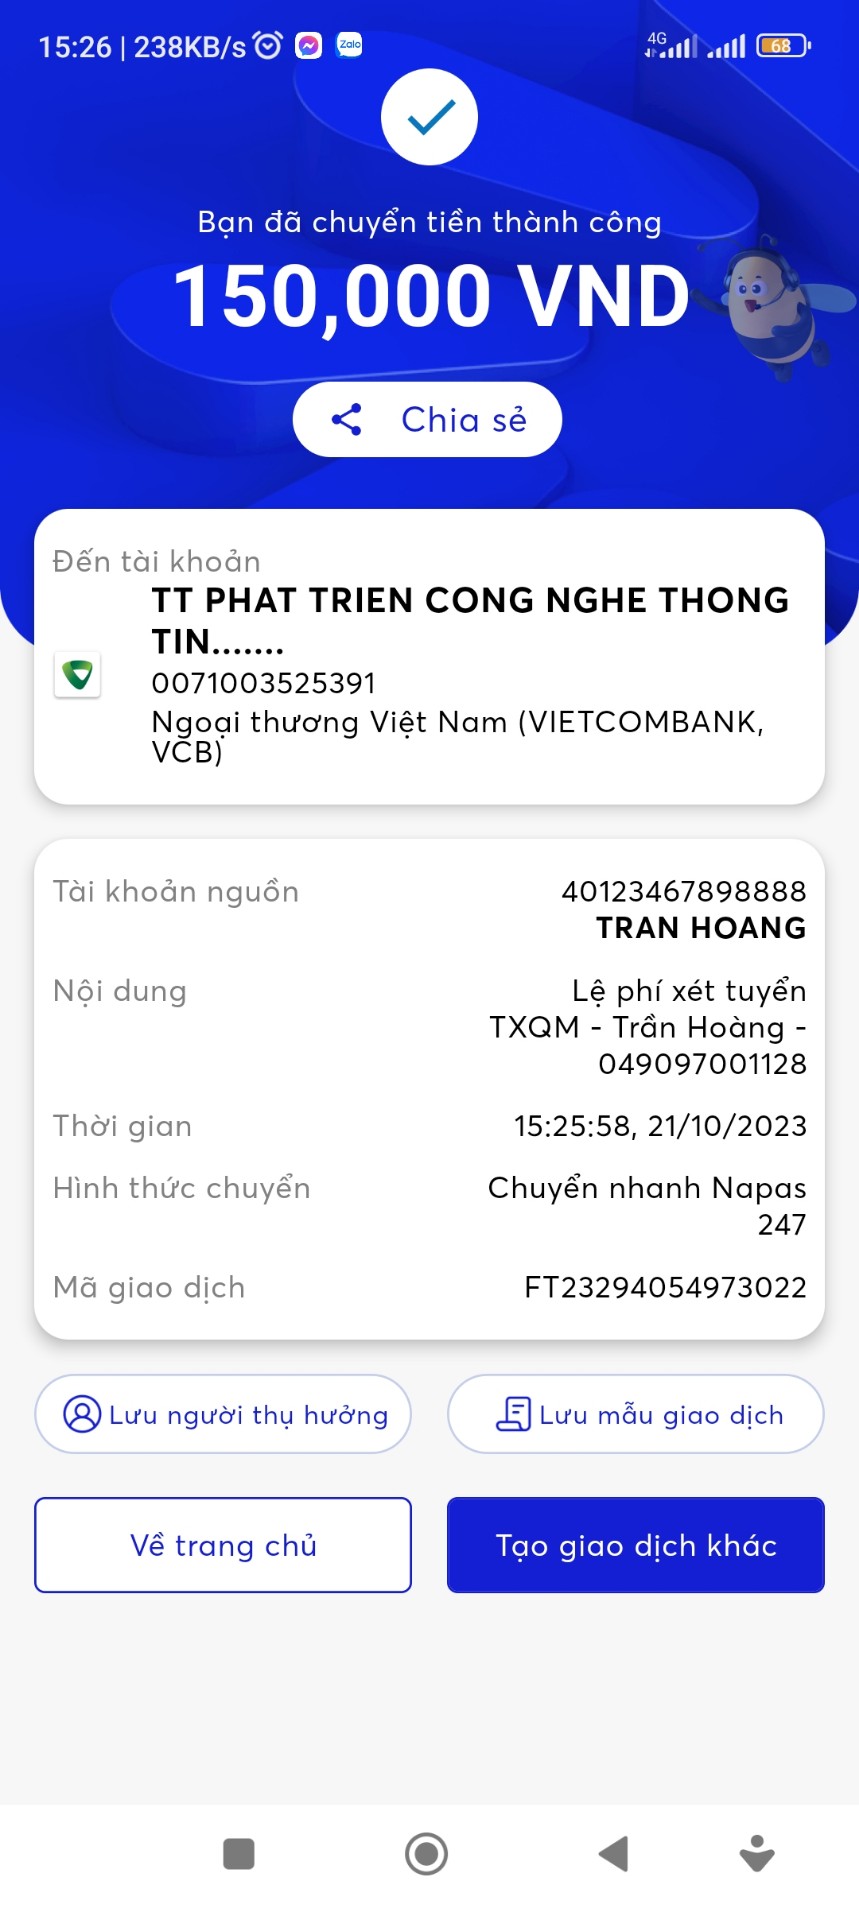 15:26 | 238KB/s Zalo 4G 68
Bạn đã chuyển tiền thành công
150,000 VND
Chia sẻ
Đến tài khoản
TT PHAT TRIEN CONG NGHE THONG
TIN.......
0071003525391
Ngoại thương Việt Nam (VIETCOMBANK,
VCB)
Tài khoản nguồn 40123467898888
TRAN HOANG
Nội dung Lệ phí xét tuyển
TXQM - Trần Hoàng -
049097001128
Thời gian 15:25:58, 21/10/2023
Hình thức chuyển Chuyển nhanh Napas
247
Mã giao dịch FT23294054973022
Lưu người thụ hưởng Lưu mẫu giao dịch
Về trang chủ Tạo giao dịch khác